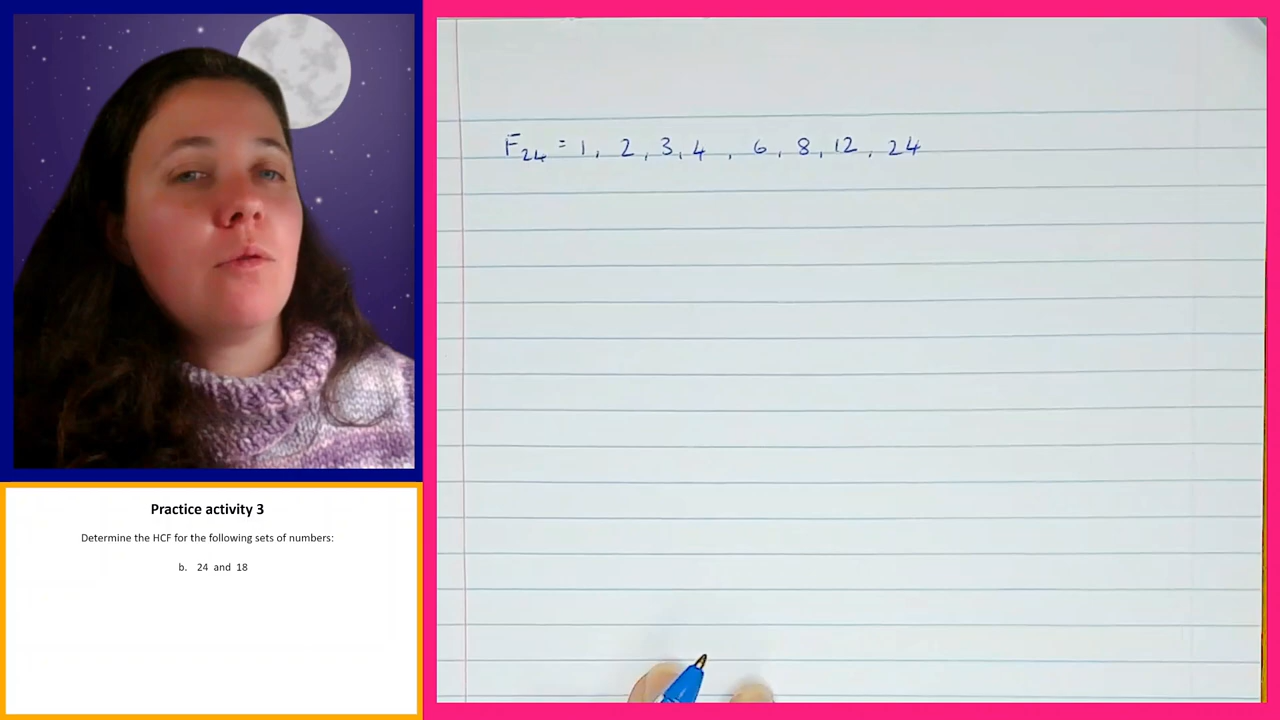 F24 = 1, 2, 3, 4, 6, 8, 12, 24
Practice activity 3
Determine the HCF for the following sets of numbers:
b. 24 and 18